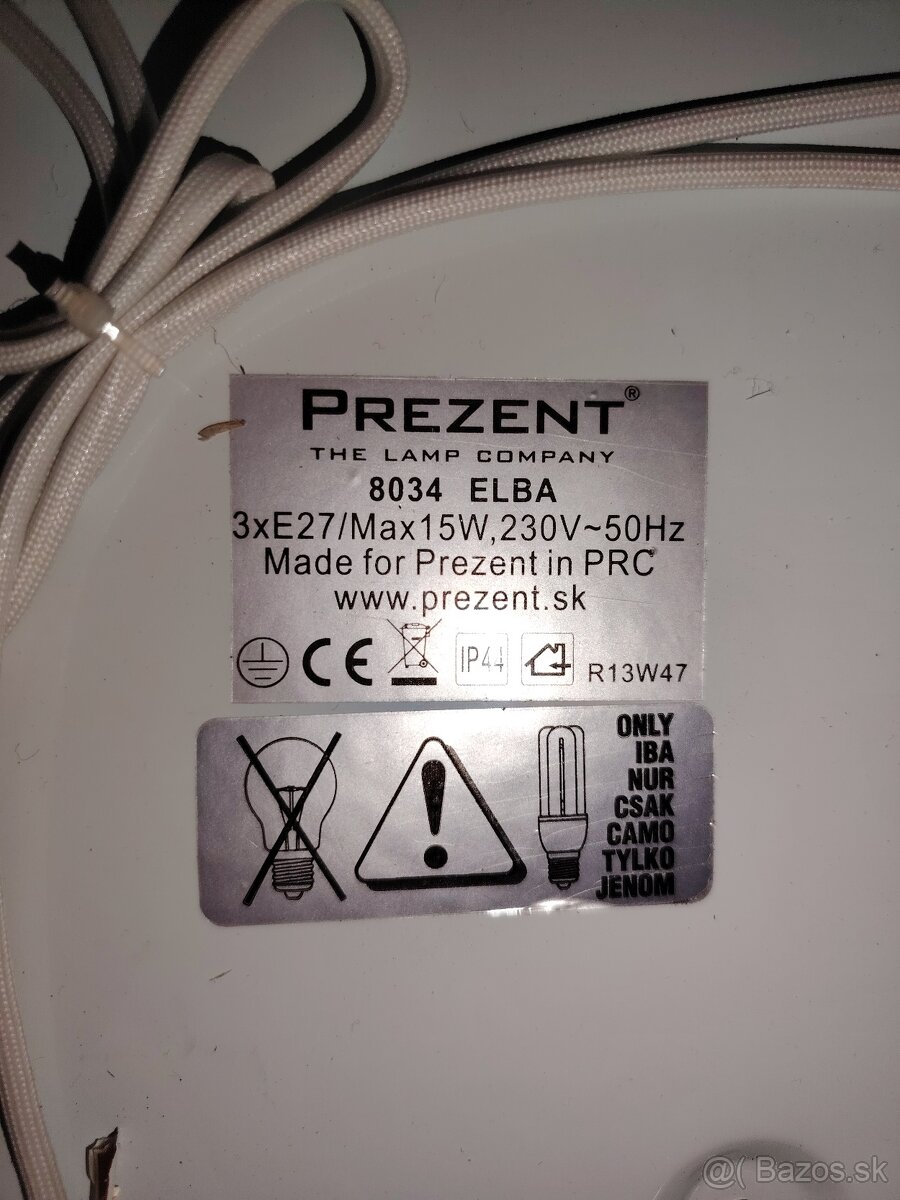 PREZENT®
THE LAMP COMPANY
8034 ELBA
3xE27/Max15W,230V~50Hz
Made for Prezent in PRC
www.prezent.sk
CE IP44 R13W47
ONLY
IBA
NUR
CSAK
CAMO
TYLKO
JENOM
@( Bazos.sk